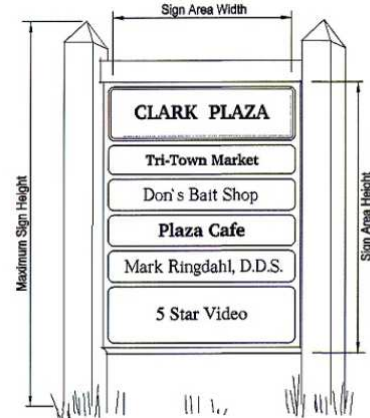 Sign Area Width
Maximum Sign Height
CLARK PLAZA
Tri-Town Market
Don's Bait Shop
Plaza Cafe
Mark Ringdahl, D.D.S.
5 Star Video
Sign Area Height